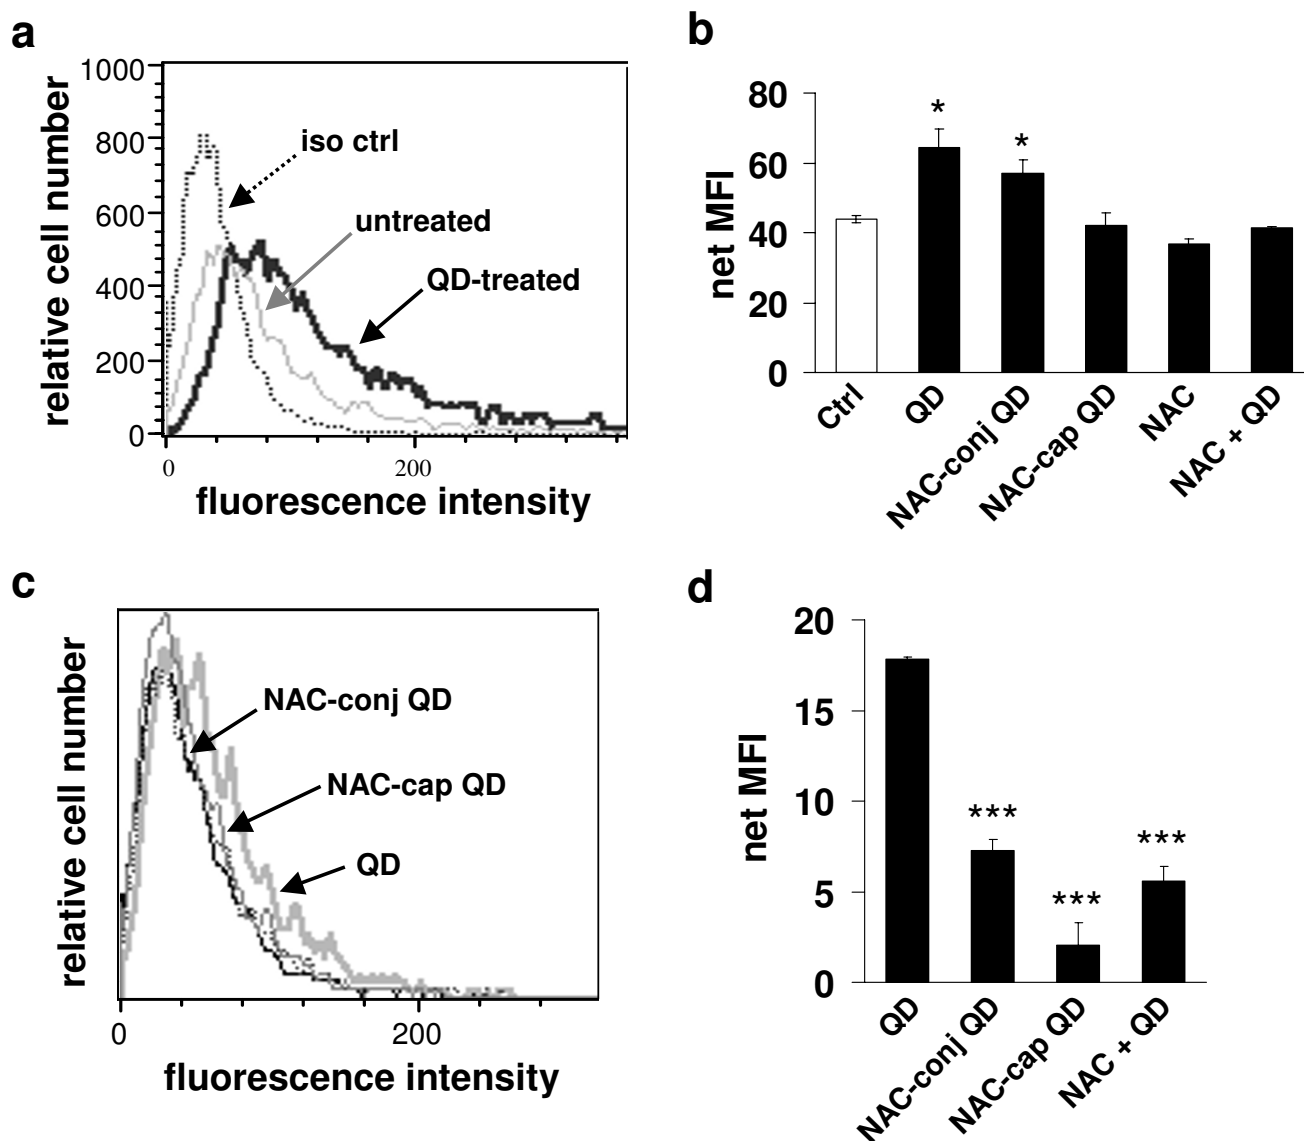 a
1000
800
600
400
200
0
relative cell number
iso ctrl
untreated
QD-treated
0
200
fluorescence intensity
b
80
60
40
20
0
net MFI
*
*
Ctrl
QD
NAC-conj QD
NAC-cap QD
NAC
NAC + QD
c
relative cell number
NAC-conj QD
NAC-cap QD
QD
0
200
fluorescence intensity
d
20
15
10
5
0
net MFI
***
***
***
QD
NAC-conj QD
NAC-cap QD
NAC + QD